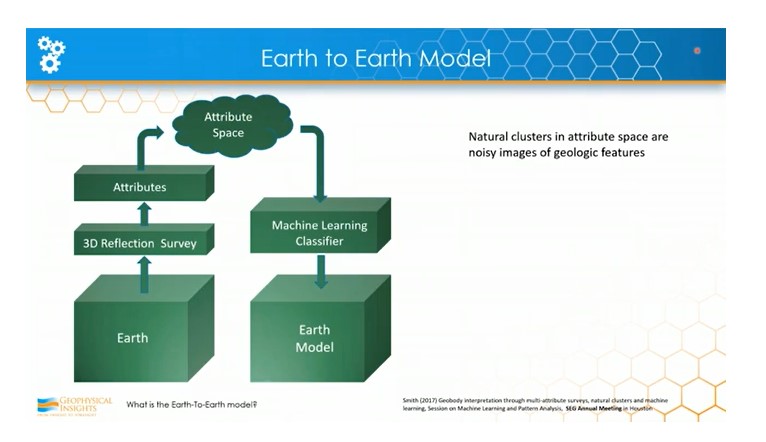 Earth to Earth Model
Attribute
Space
Natural clusters in attribute space are
noisy images of geologic features
Attributes
Machine Learning
Classifier
3D Reflection Survey
Earth
Earth
Model
GEOPHYSICAL
INSIGHTS
What is the Earth-To-Earth model?
Smith (2017) Geobody interpretation through multi-attribute surveys, natural clusters and machine
learning, Session on Machine Learning and Pattern Analysis, SEG Annual Meeting in Houston